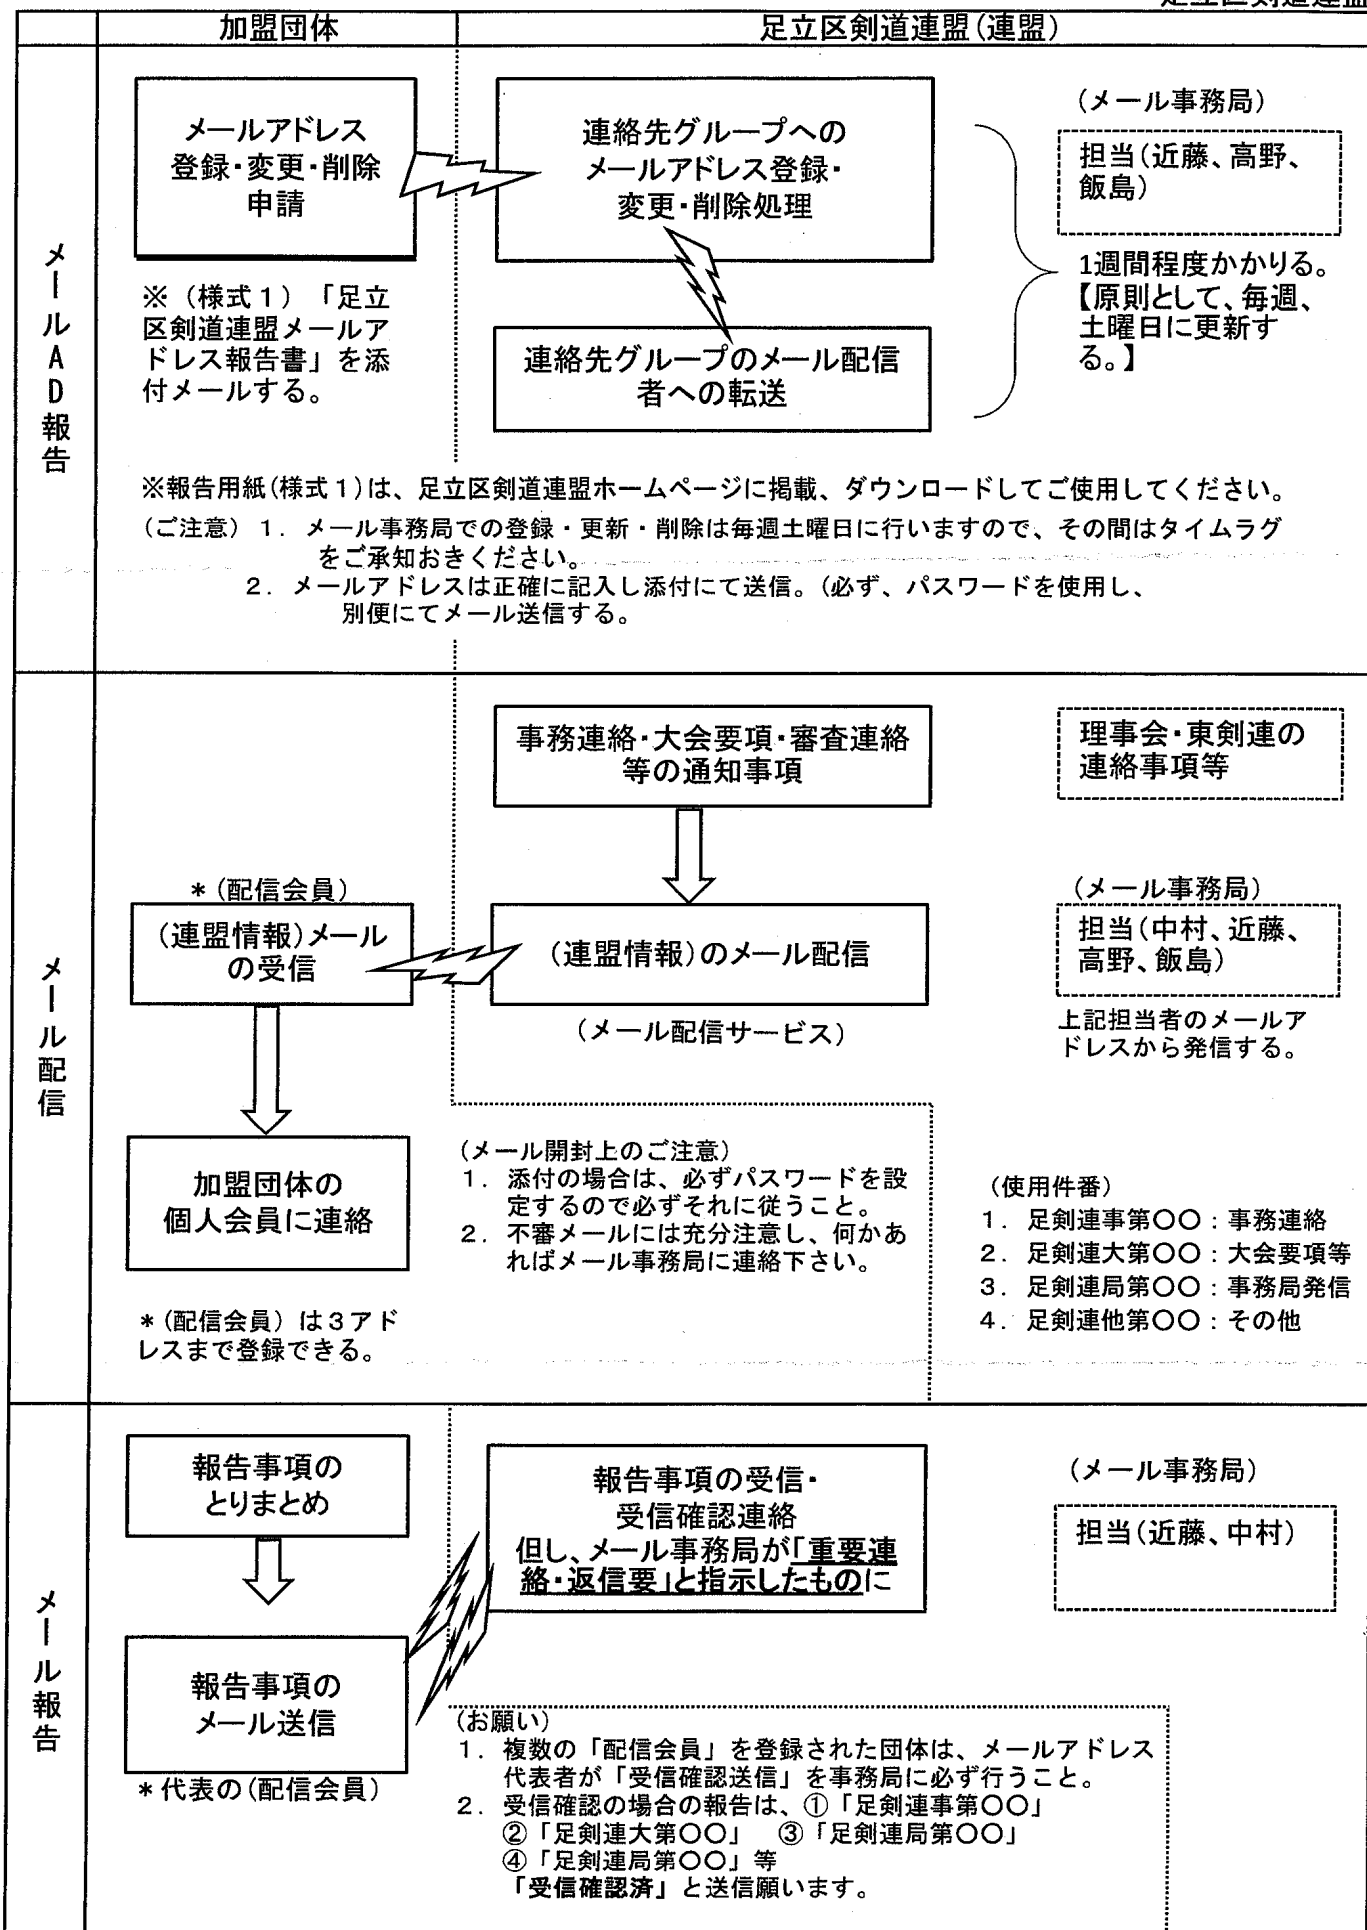 加盟団体
足立区剣道連盟(連盟)
メールAD報告
メールアドレス
登録・変更・削除
申請
※（様式１）「足立
区剣道連盟メールア
ドレス報告書」を添
付メールする。
連絡先グループへの
メールアドレス登録・
変更・削除処理
連絡先グループのメール配信
者への転送
（メール事務局）
担当(近藤、高野、
飯島)
1週間程度かかりる。
【原則として、毎週、
土曜日に更新す
る。】
※報告用紙(様式１)は、足立区剣道連盟ホームページに掲載、ダウンロードしてご使用してください。
（ご注意）１．メール事務局での登録・更新・削除は毎週土曜日に行いますので、その間はタイムラグ
をご承知おきください。
２．メールアドレスは正確に記入し添付にて送信。（必ず、パスワードを使用し、
別便にてメール送信する。
メール配信
事務連絡・大会要項・審査連絡
等の通知事項
理事会・東剣連の
連絡事項等
＊(配信会員)
(連盟情報)メール
の受信
(連盟情報)のメール配信
（メール配信サービス）
（メール事務局）
担当(中村、近藤、
高野、飯島)
上記担当者のメールア
ドレスから発信する。
加盟団体の
個人会員に連絡
＊(配信会員）は３アド
レスまで登録できる。
（メール開封上のご注意）
１．添付の場合は、必ずパスワードを設
定するので必ずそれに従うこと。
２．不審メールには充分注意し、何かあ
ればメール事務局に連絡下さい。
（使用件番）
１．足剣連事第〇〇：事務連絡
２．足剣連大第〇〇：大会要項等
３．足剣連局第〇〇：事務局発信
４．足剣連他第〇〇：その他
メール報告
報告事項の
とりまとめ
報告事項の
メール送信
＊代表の(配信会員）
報告事項の受信・
受信確認連絡
但し、メール事務局が「重要連
絡・返信要」と指示したものに
（メール事務局）
担当(近藤、中村)
（お願い）
１．複数の「配信会員」を登録された団体は、メールアドレス
代表者が「受信確認送信」を事務局に必ず行うこと。
２．受信確認の場合の報告は、①「足剣連事第〇〇」
②「足剣連大第〇〇」　③「足剣連局第〇〇」
④「足剣連局第〇〇」等
「受信確認済」と送信願います。